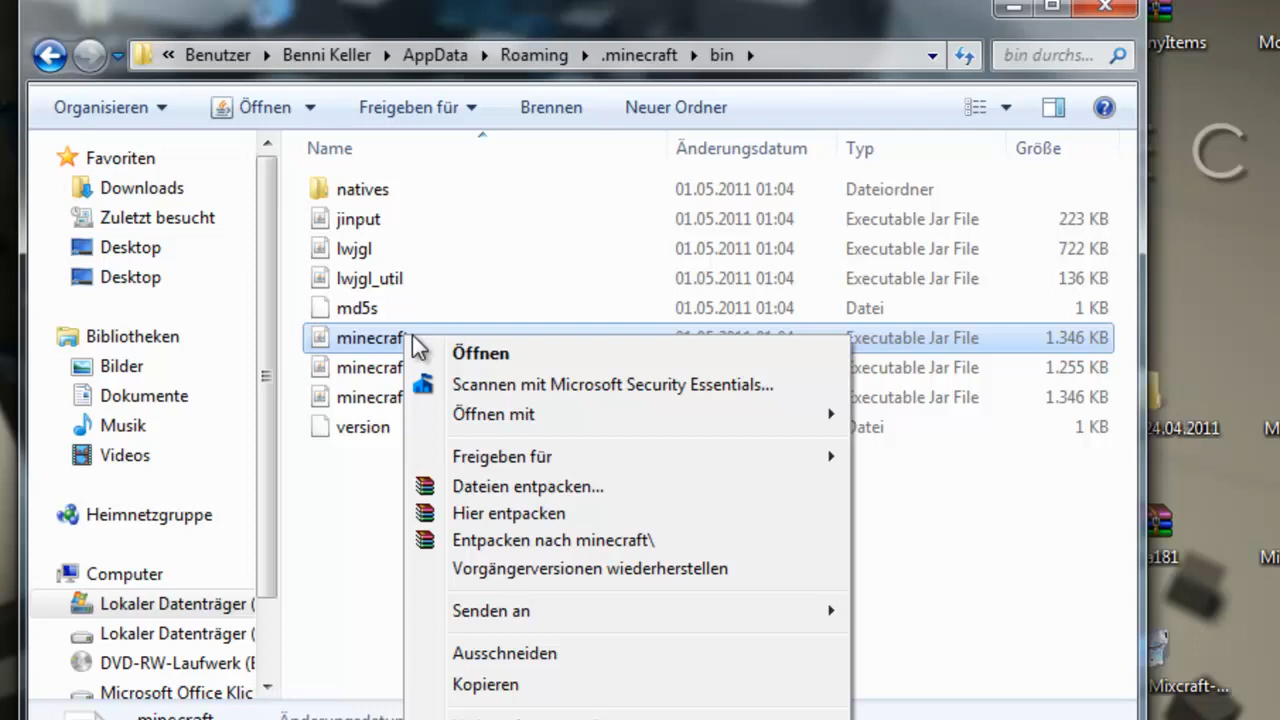 « Benutzer Benni Keller AppData Roaming .minecraft bin
bin durchs...
Organisieren Öffnen Freigeben für Brennen Neuer Ordner
Name Änderungsdatum Typ Größe
Favoriten
Downloads
Zuletzt besucht
Desktop
Desktop
Bibliotheken
Bilder
Dokumente
Musik
Videos
Heimnetzgruppe
Computer
Lokaler Datenträger (
Lokaler Datenträger (
DVD-RW-Laufwerk (E
Microsoft Office Klic
natives 01.05.2011 01:04 Dateiordner
jinput 01.05.2011 01:04 Executable Jar File 223 KB
lwjgl 01.05.2011 01:04 Executable Jar File 722 KB
lwjgl_util 01.05.2011 01:04 Executable Jar File 136 KB
md5s 01.05.2011 01:04 Datei 1 KB
minecraft 01.05.2011 01:04 Executable Jar File 1.346 KB
minecraf Executable Jar File 1.255 KB
minecraf Executable Jar File 1.346 KB
version Datei 1 KB
Öffnen
Scannen mit Microsoft Security Essentials...
Öffnen mit
Freigeben für
Dateien entpacken...
Hier entpacken
Entpacken nach minecraft\
Vorgängerversionen wiederherstellen
Senden an
Ausschneiden
Kopieren
minecraft Änderungsdatu
nyItems
Mo
24.04.2011
M
a181
Mi
Mixcraft-...
M
C